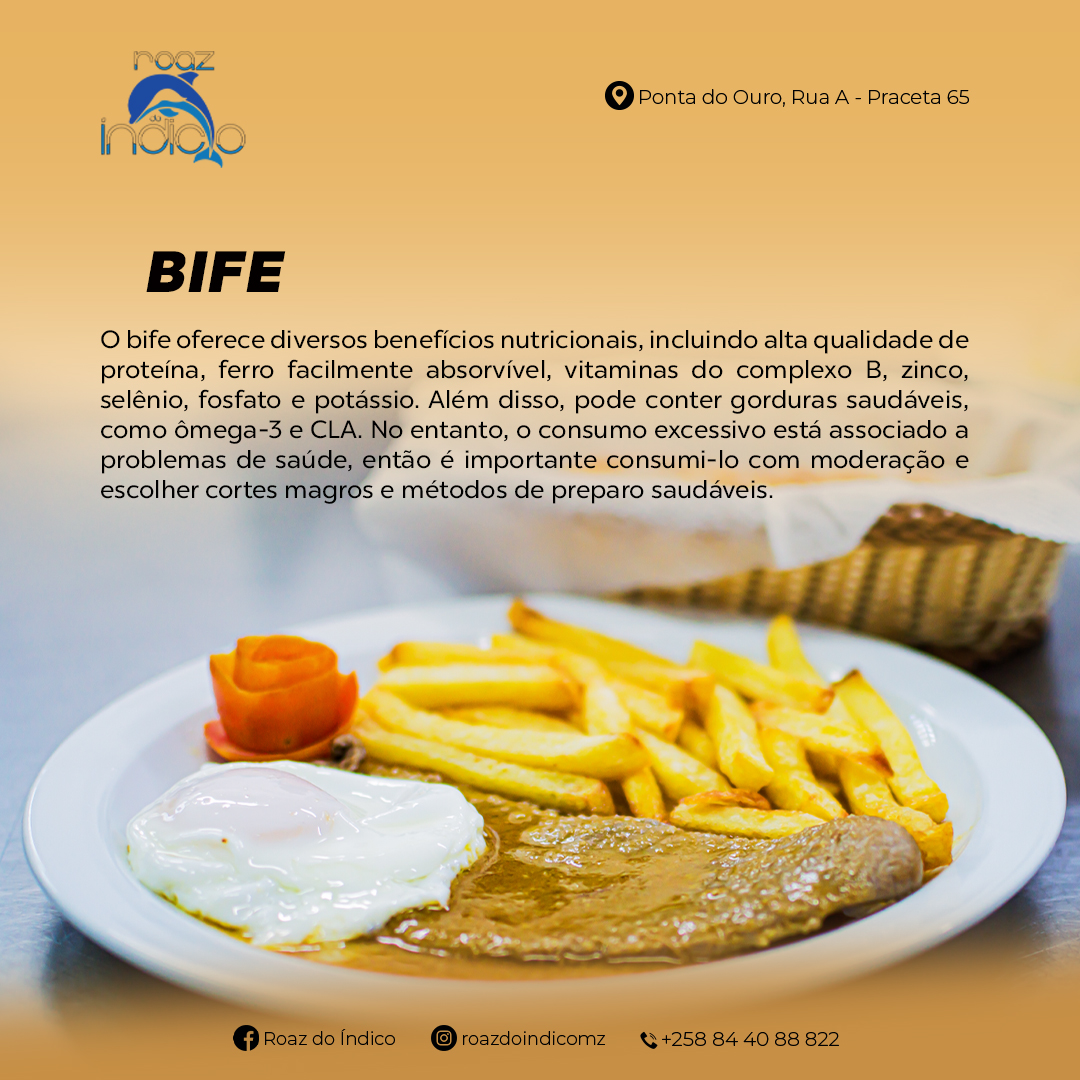 roaz
do
índico
Ponta do Ouro, Rua A - Praceta 65
BIFE
O bife oferece diversos benefícios nutricionais, incluindo alta qualidade de
proteína, ferro facilmente absorvível, vitaminas do complexo B, zinco,
selênio, fosfato e potássio. Além disso, pode conter gorduras saudáveis,
como ômega-3 e CLA. No entanto, o consumo excessivo está associado a
problemas de saúde, então é importante consumi-lo com moderação e
escolher cortes magros e métodos de preparo saudáveis.
Roaz do Índico roazdoindicomz +258 84 40 88 822